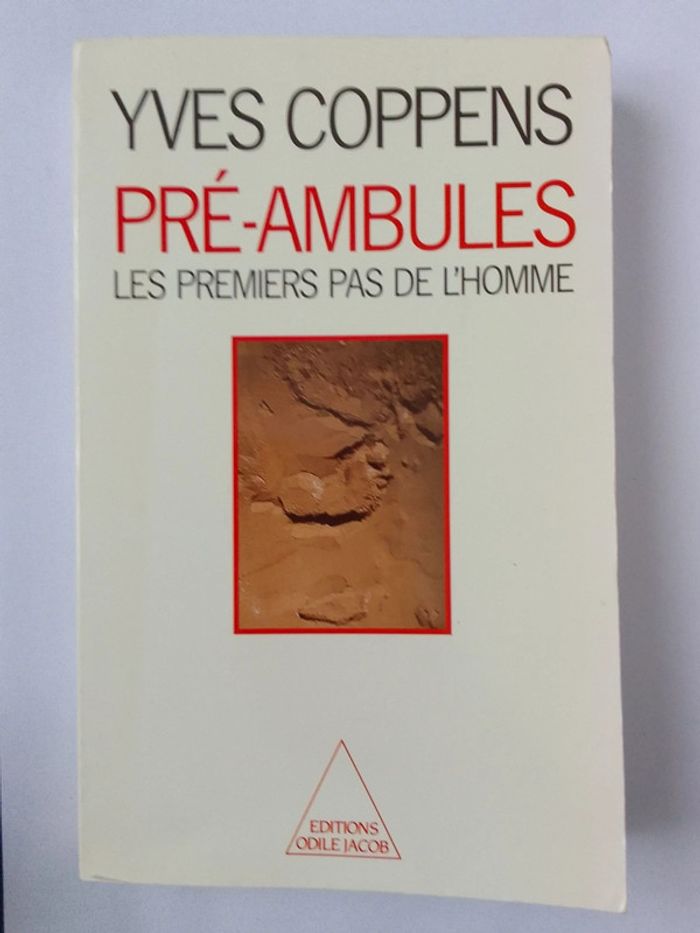 YVES COPPENS
PRÉ-AMBULES
LES PREMIERS PAS DE L'HOMME
EDITIONS
ODILE JACOB